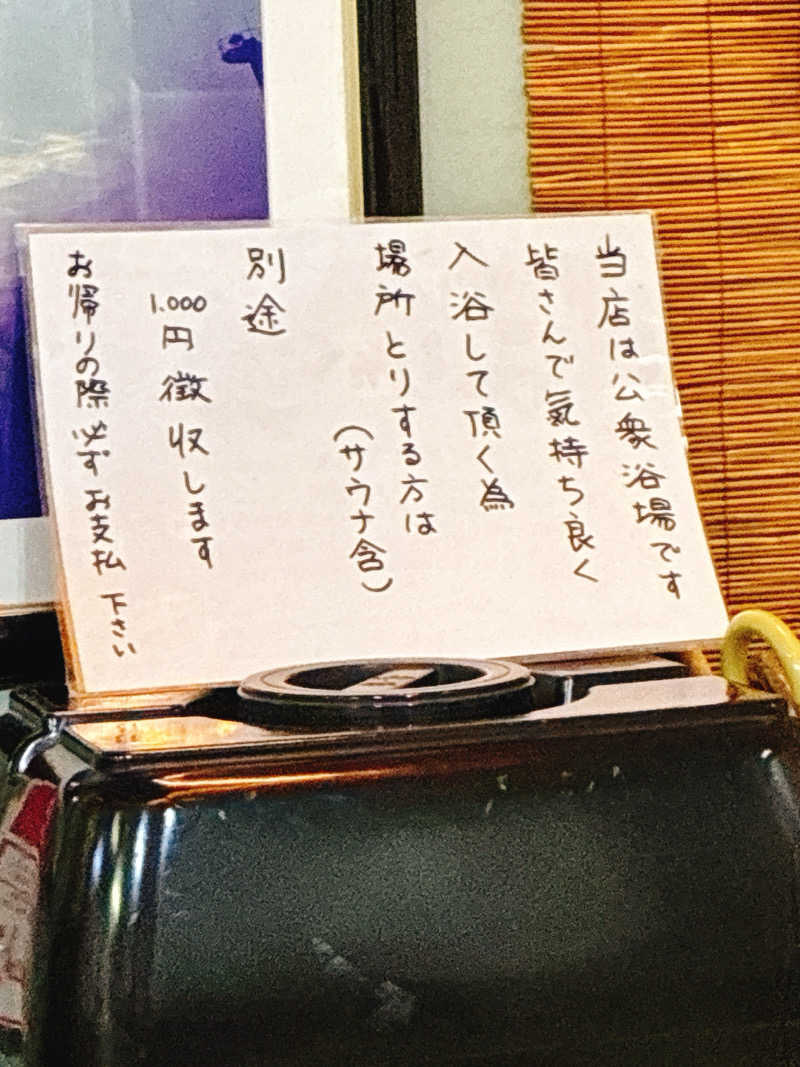 当店は公衆浴場です
皆さんで気持ち良く
入浴して頂く為
場所とりする方は
(サウナ含)
別途
1.000円徴収します
お帰りの際必ずお支払下さい